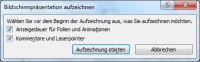 Bildschirmpräsentation aufzeichnen
Wählen Sie vor dem Beginn der Aufzeichnung aus, was Sie aufzeichnen möchten.
Anzeigedauer für Folien und Animationen
Kommentare und Laserpointer
Aufzeichnung starten
Abbrechen